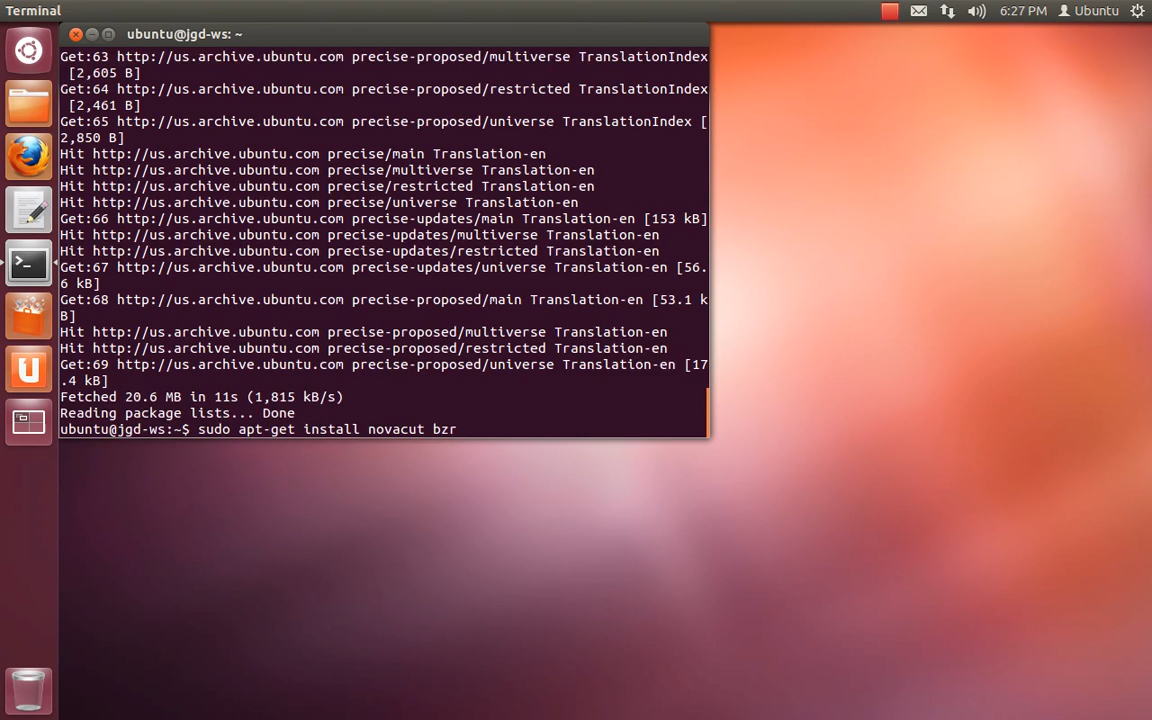 Terminal
6:27 PM Ubuntu
ubuntu@jgd-ws: ~
Get:63 http://us.archive.ubuntu.com precise-proposed/multiverse TranslationIndex
[2,605 B]
Get:64 http://us.archive.ubuntu.com precise-proposed/restricted TranslationIndex
[2,461 B]
Get:65 http://us.archive.ubuntu.com precise-proposed/universe TranslationIndex [
2,850 B]
Hit http://us.archive.ubuntu.com precise/main Translation-en
Hit http://us.archive.ubuntu.com precise/multiverse Translation-en
Hit http://us.archive.ubuntu.com precise/restricted Translation-en
Hit http://us.archive.ubuntu.com precise/universe Translation-en
Get:66 http://us.archive.ubuntu.com precise-updates/main Translation-en [153 kB]
Hit http://us.archive.ubuntu.com precise-updates/multiverse Translation-en
Hit http://us.archive.ubuntu.com precise-updates/restricted Translation-en
Get:67 http://us.archive.ubuntu.com precise-updates/universe Translation-en [56.
6 kB]
Get:68 http://us.archive.ubuntu.com precise-proposed/main Translation-en [53.1 k
B]
Hit http://us.archive.ubuntu.com precise-proposed/multiverse Translation-en
Hit http://us.archive.ubuntu.com precise-proposed/restricted Translation-en
Get:69 http://us.archive.ubuntu.com precise-proposed/universe Translation-en [17
.4 kB]
Fetched 20.6 MB in 11s (1,815 kB/s)
Reading package lists... Done
ubuntu@jgd-ws:~$ sudo apt-get install novacut bzr